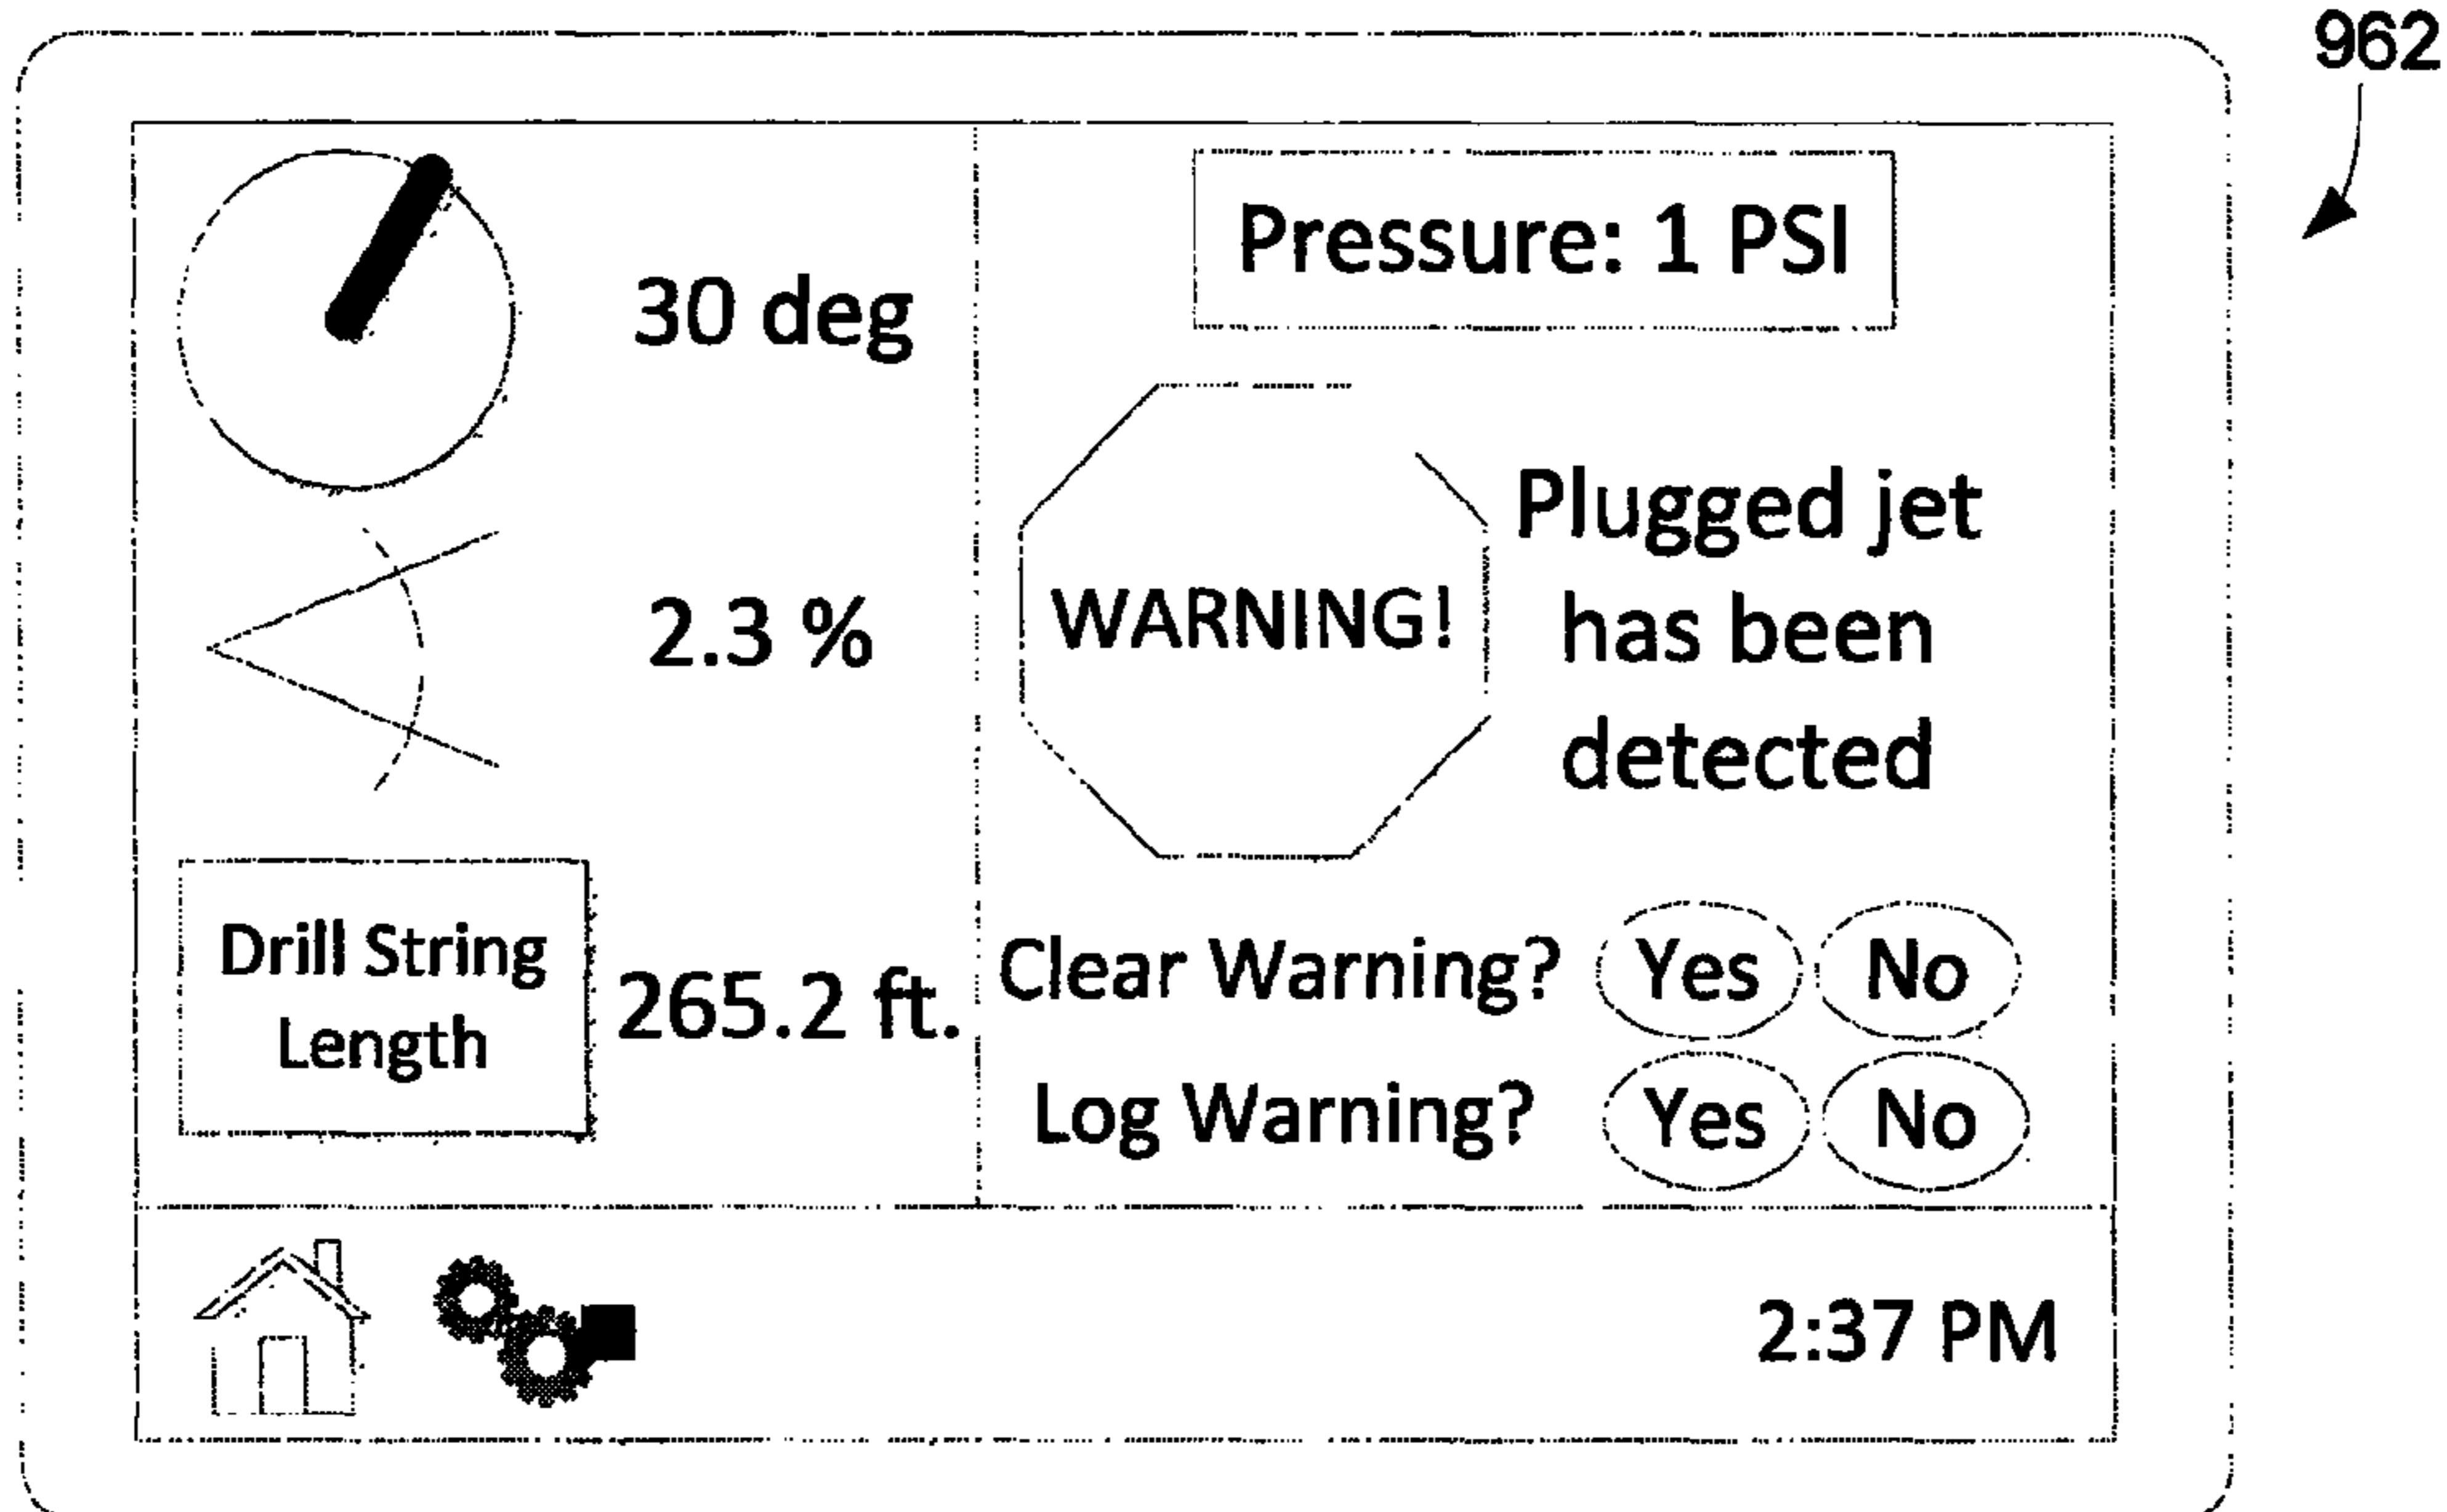 962
30 deg
2.3 %
Drill String
Length
265.2 ft.
Pressure: 1 PSI
WARNING!
Plugged jet
has been
detected
Clear Warning? Yes No
Log Warning? Yes No
2:37 PM